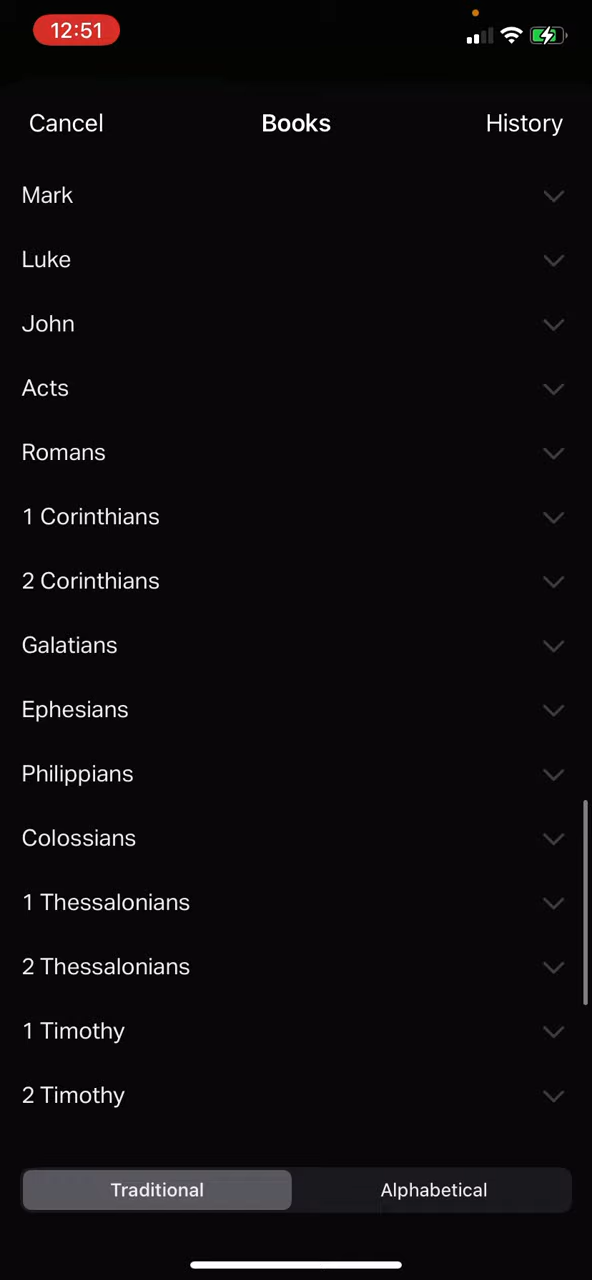 12:51
Cancel Books History
Mark
Luke
John
Acts
Romans
1 Corinthians
2 Corinthians
Galatians
Ephesians
Philippians
Colossians
1 Thessalonians
2 Thessalonians
1 Timothy
2 Timothy
Traditional Alphabetical